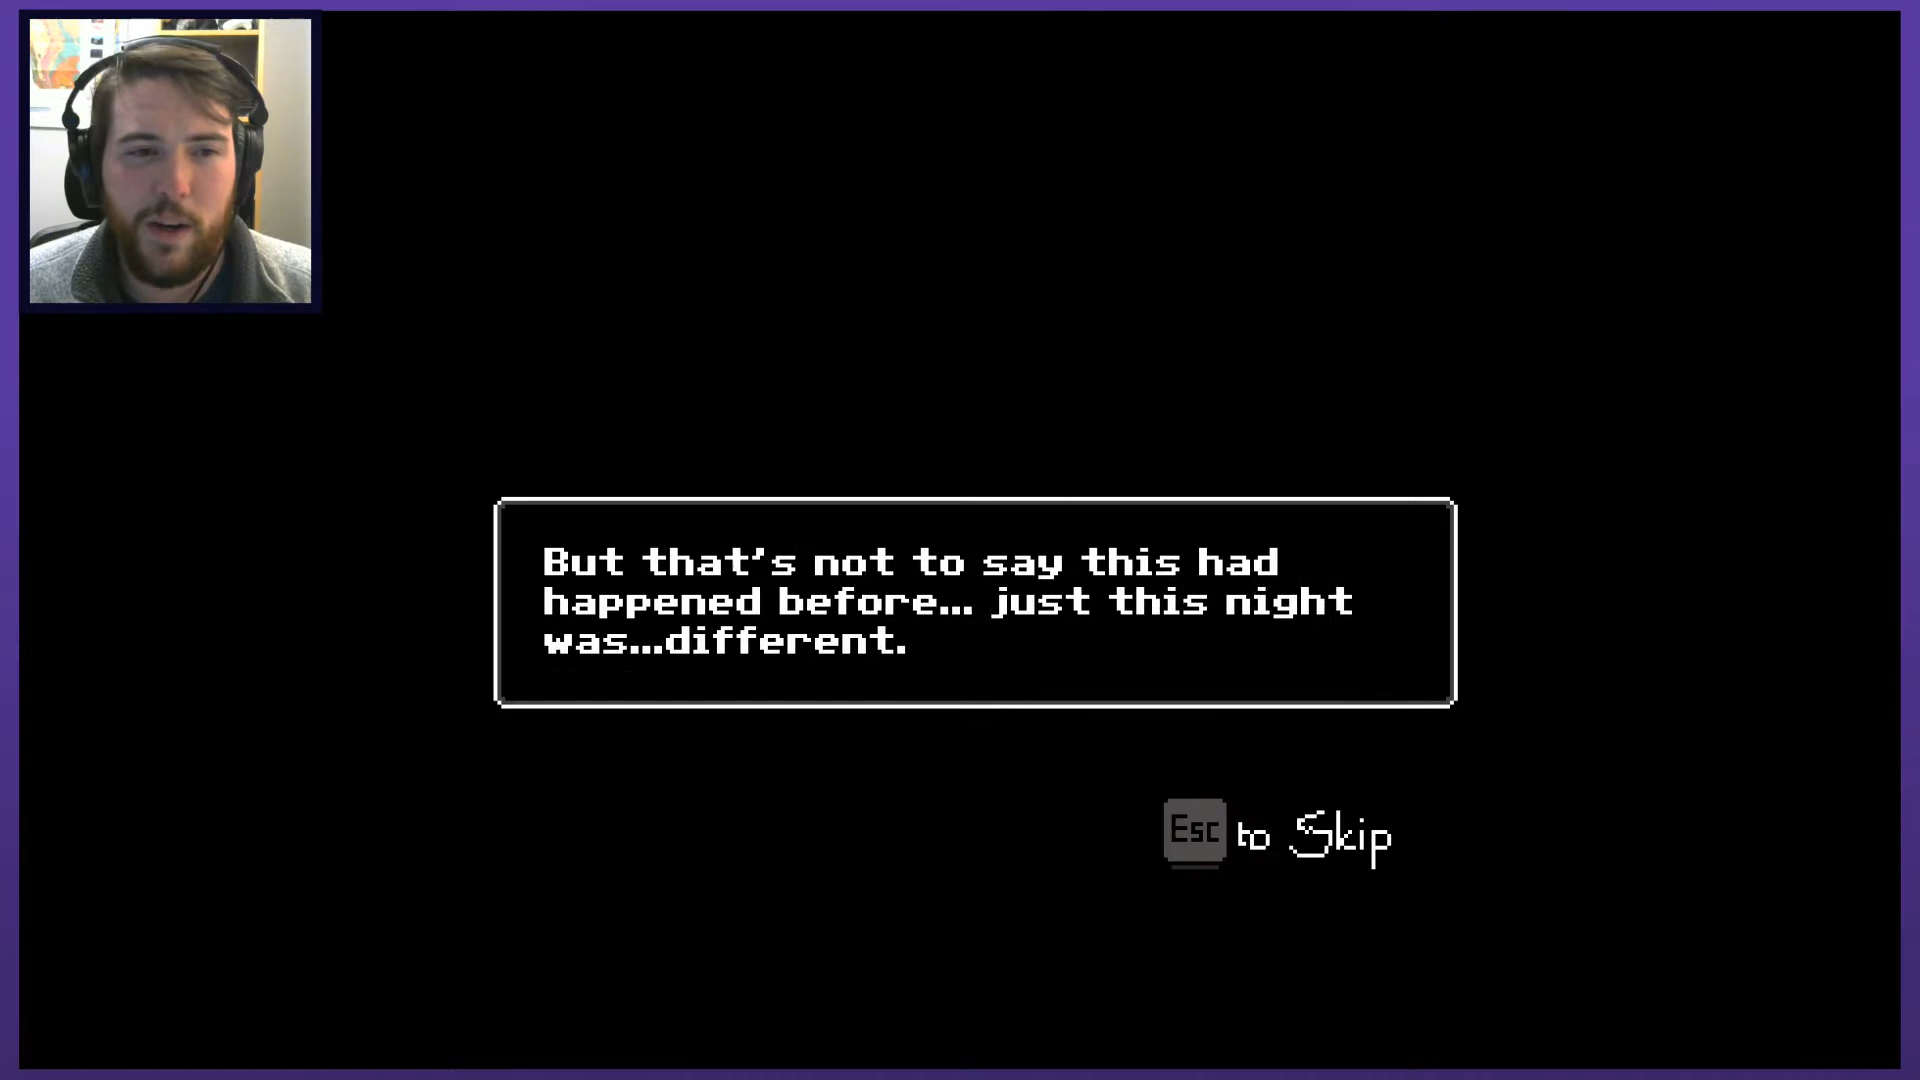 But that's not to say this had
happened before... just this night
was...different.
Esc to Skip